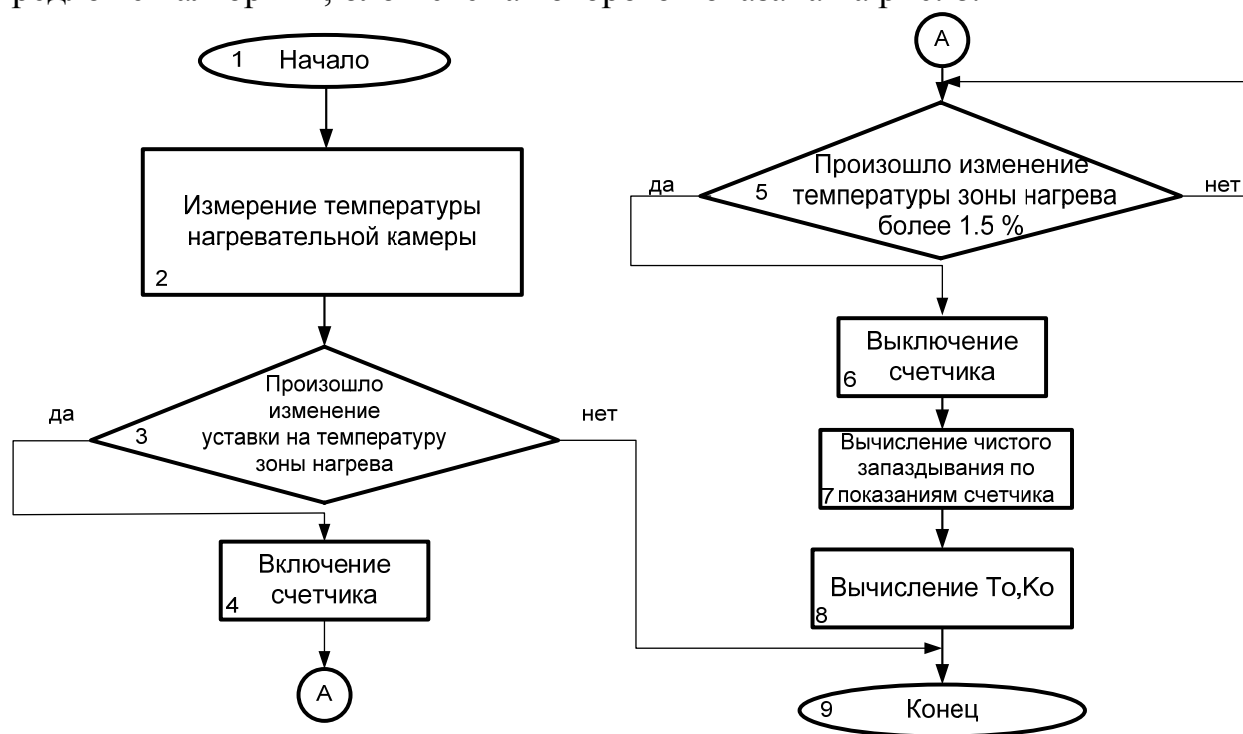 1 Начало
Измерение температуры
нагревательной камеры
2
Произошло
изменение
уставки на температуру
зоны нагрева
3
да
нет
Включение
счетчика
4
А
А
Произошло изменение
температуры зоны нагрева
более 1.5 %
5
да
нет
Выключение
счетчика
6
Вычисление чистого
запаздывания по
показаниям счетчика
7
Вычисление То,Ко
8
9 Конец